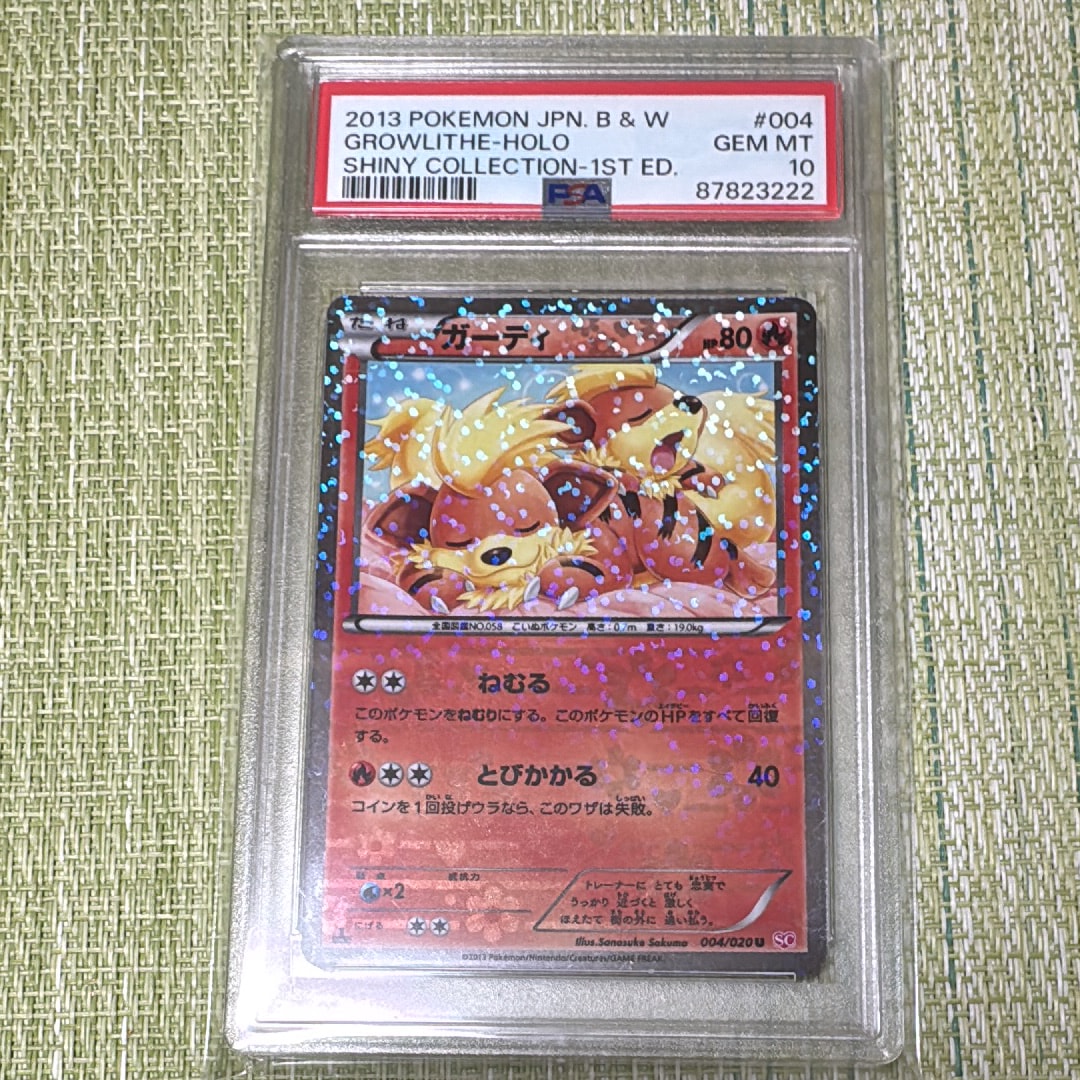 2013 POKEMON JPN. B & W #004
GROWLITHE-HOLO GEM MT
SHINY COLLECTION-1ST ED. 10
PSA 87823222
たね ガーディ HP80
全国図鑑NO.058 こいぬポケモン 高さ:0.7m 重さ:19.0kg
ねむる
このポケモンをねむりにする。このポケモンのHPをすべて回復
する。
とびかかる 40
コインを1回投げウラなら、このワザは失敗。
弱点 抵抗力
×2
トレーナーに とても 忠実で
うっかり 近づくと 激しく
にげる
ほえたて 街の外に 追い払う。
illus.Sanosuke Sakuma 004/020 U SC
©2013 Pokémon/Nintendo/Creatures/GAME FREAK.